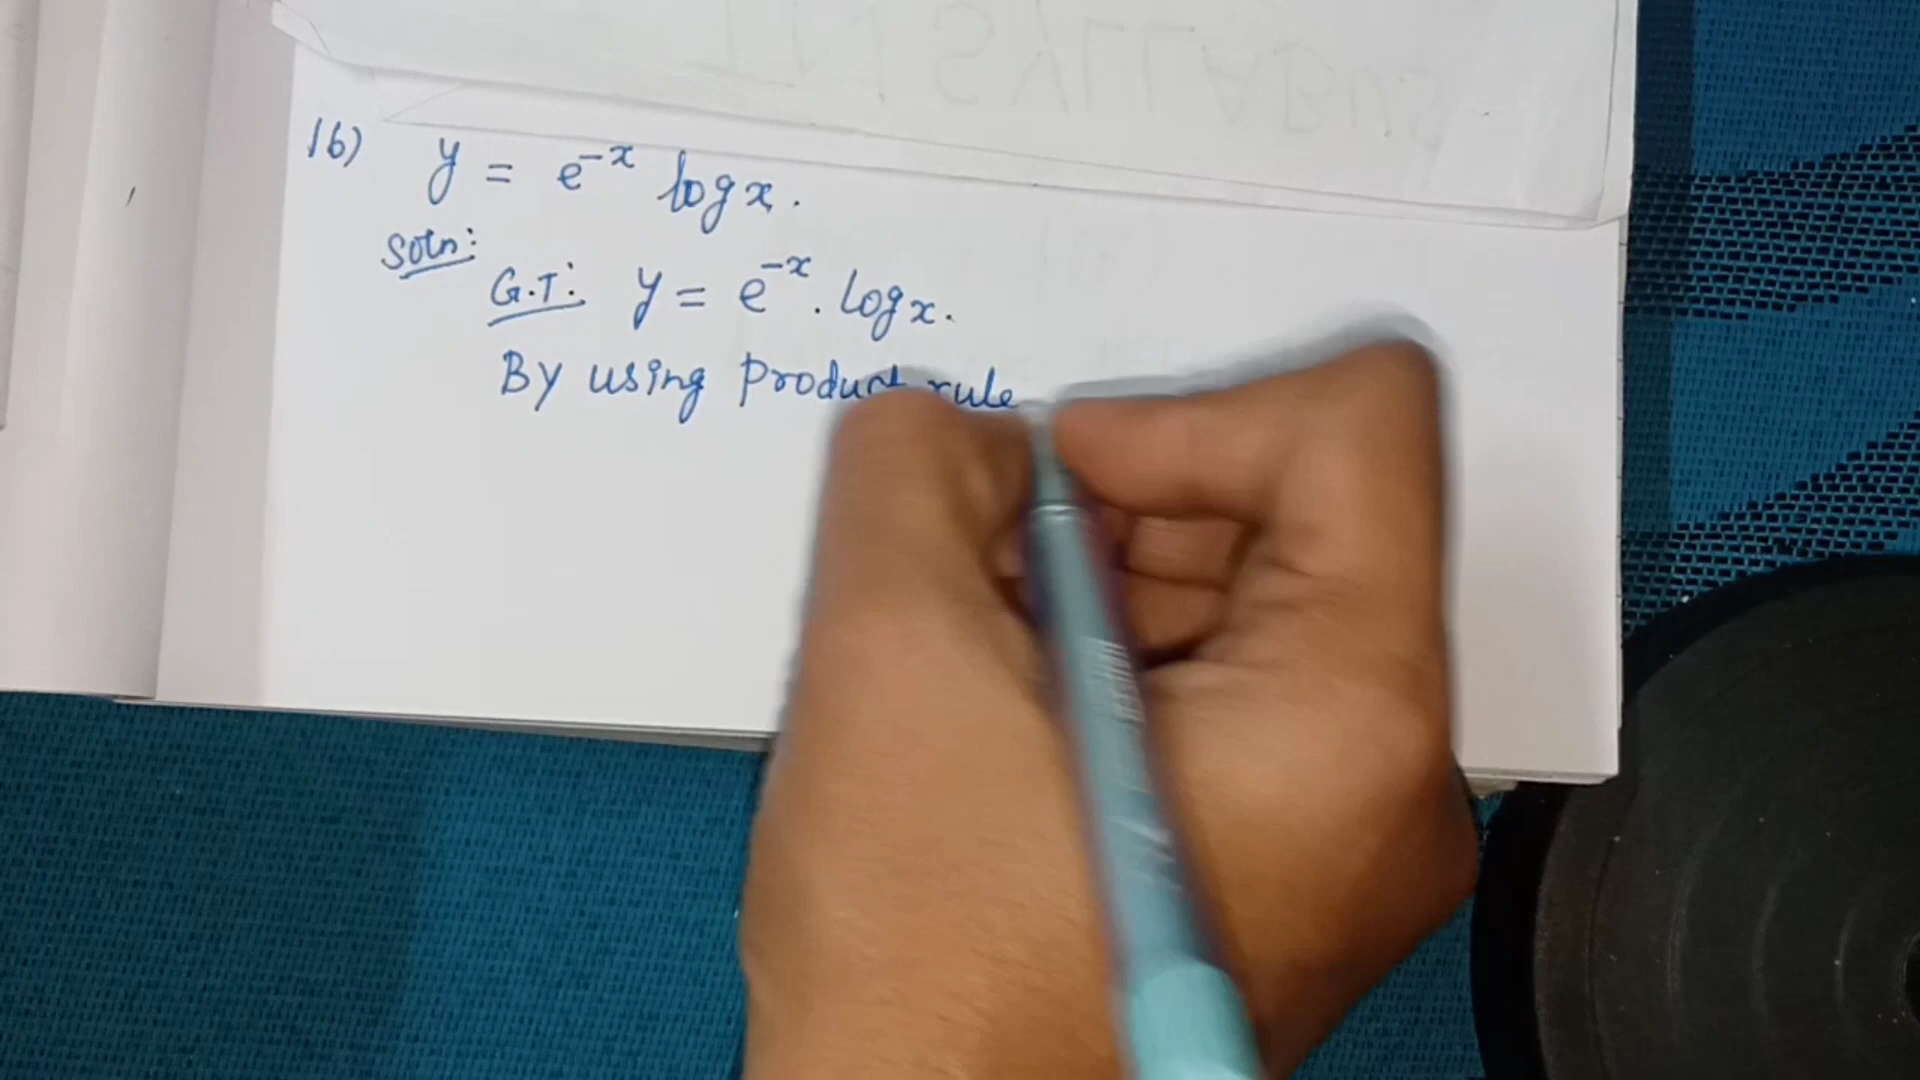 16) y = e⁻ˣ log x.
Soln:
G.T: y = e⁻ˣ . log x.
By using product rule